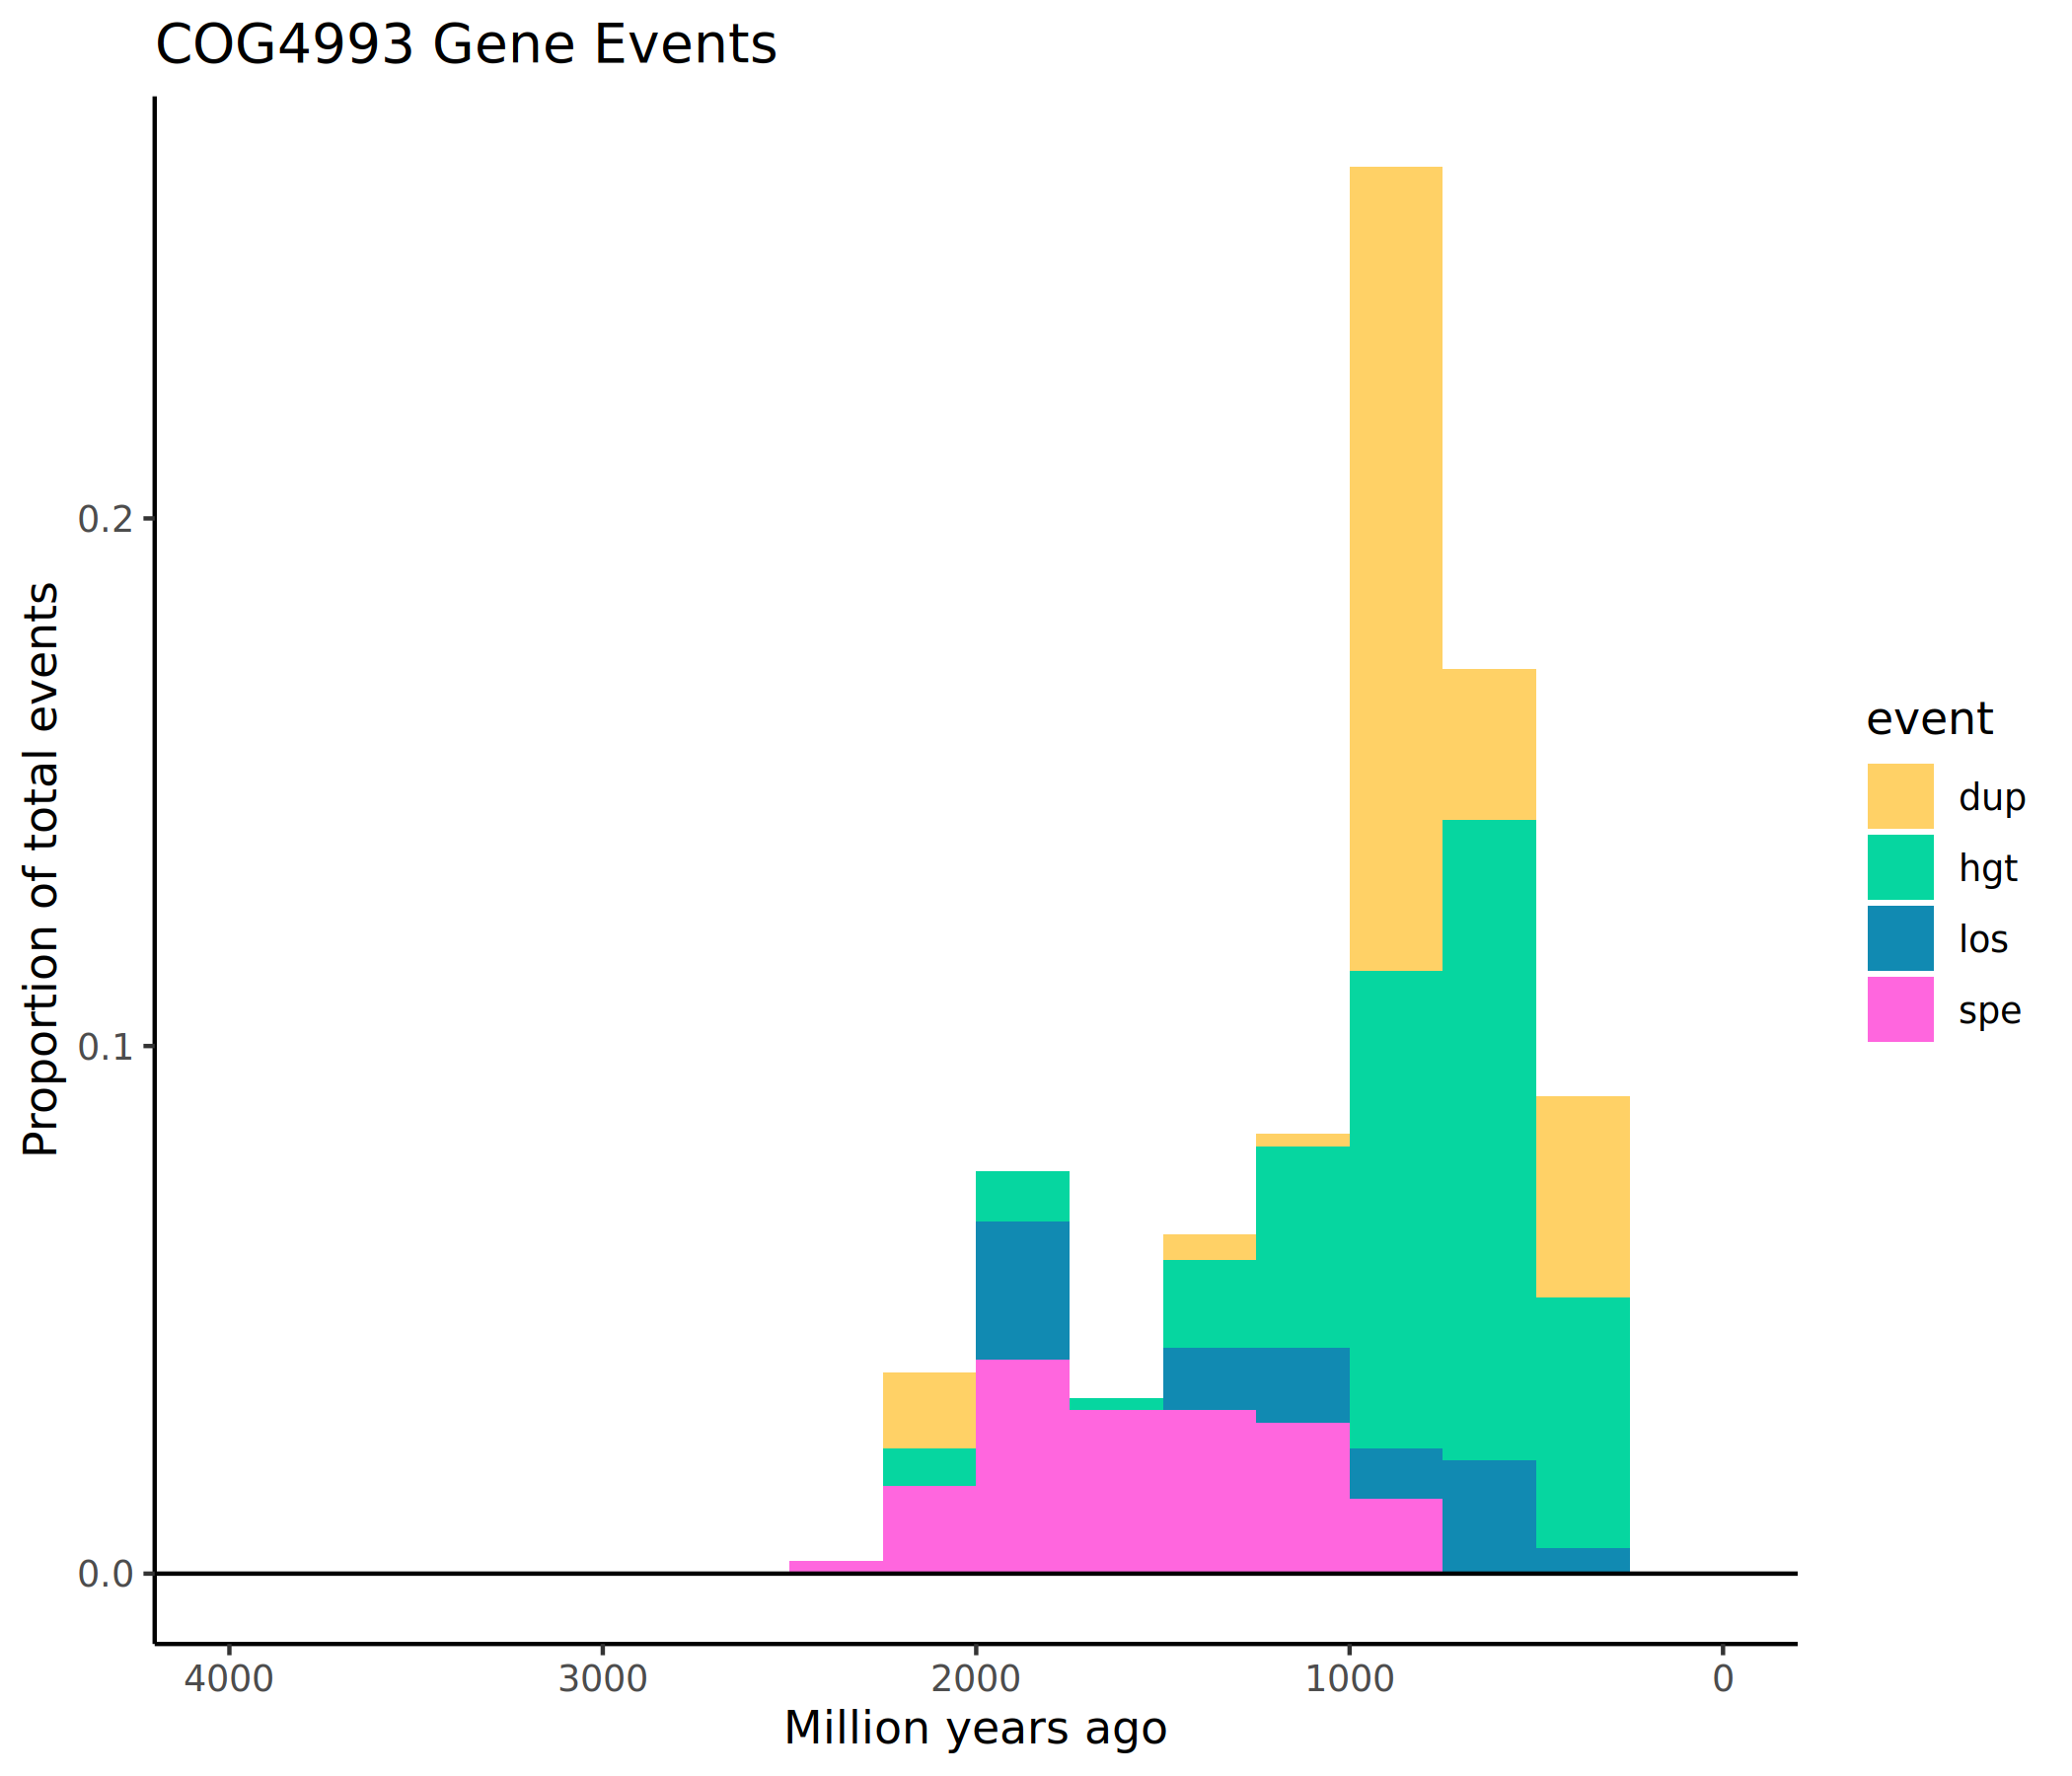 COG4993 Gene Events
Proportion of total events
0.2
0.1
0.0
4000 3000 2000 1000 0
Million years ago
event
dup
hgt
los
spe